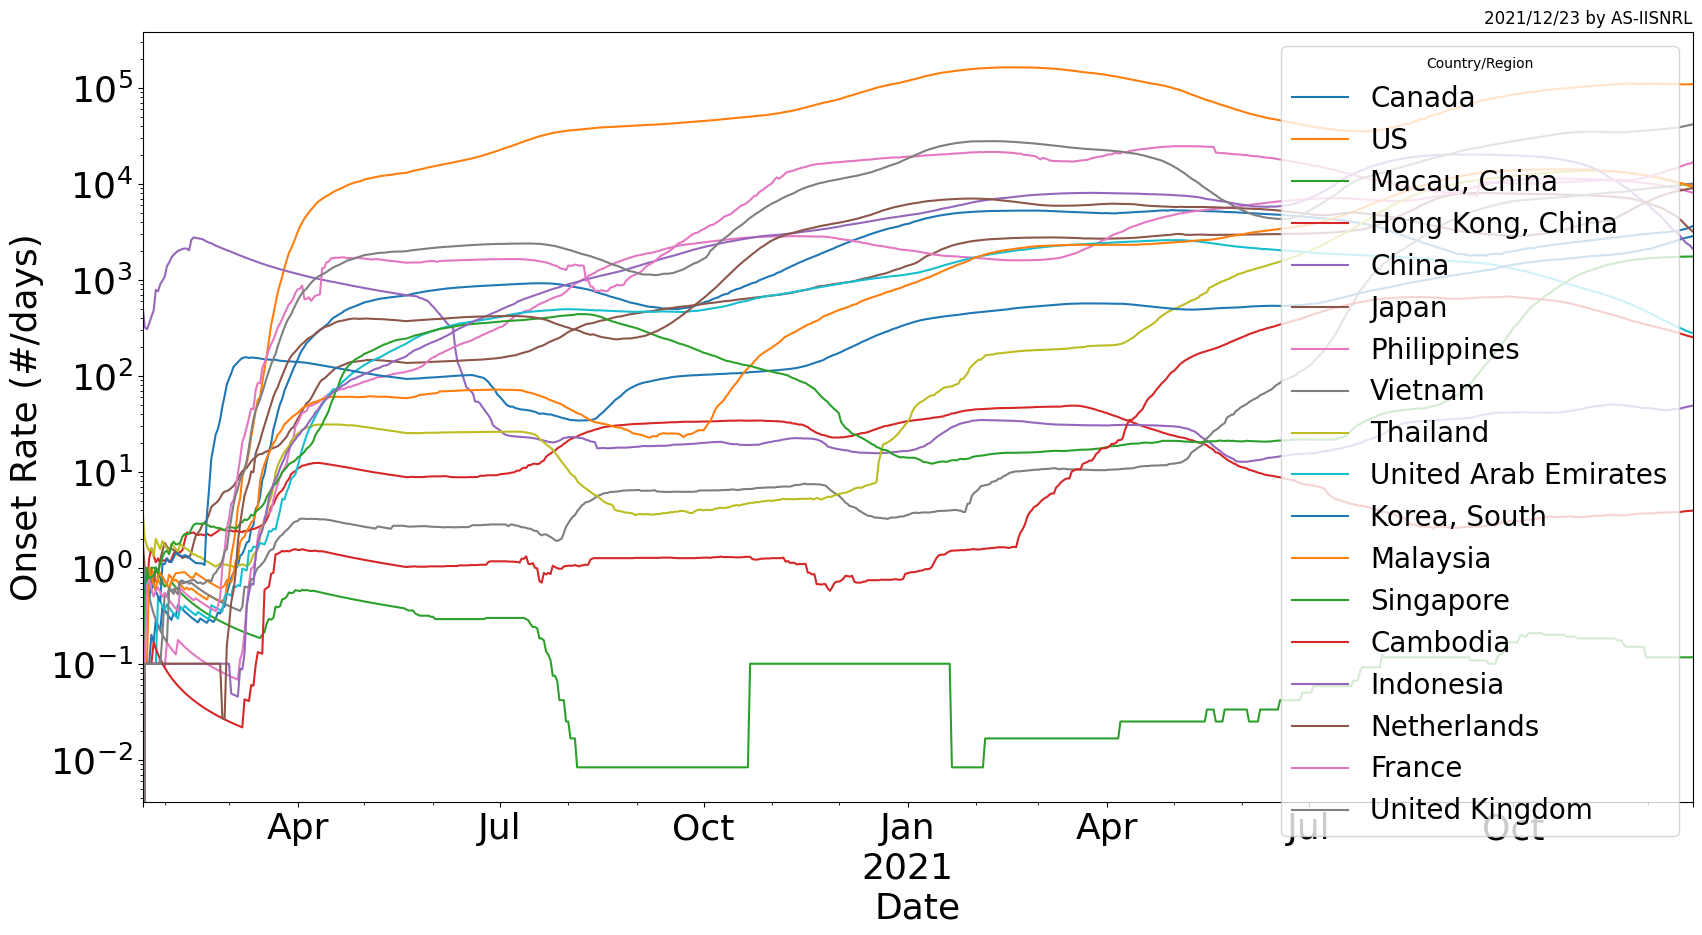 2021/12/23 by AS-IISNRL
Onset Rate (#/days)
10^5
10^4
10^3
10^2
10^1
10^0
10^-1
10^-2
Country/Region
Canada
US
Macau, China
Hong Kong, China
China
Japan
Philippines
Vietnam
Thailand
United Arab Emirates
Korea, South
Malaysia
Singapore
Cambodia
Indonesia
Netherlands
France
United Kingdom
Apr Jul Oct Jan Apr Jul Oct
2021
Date